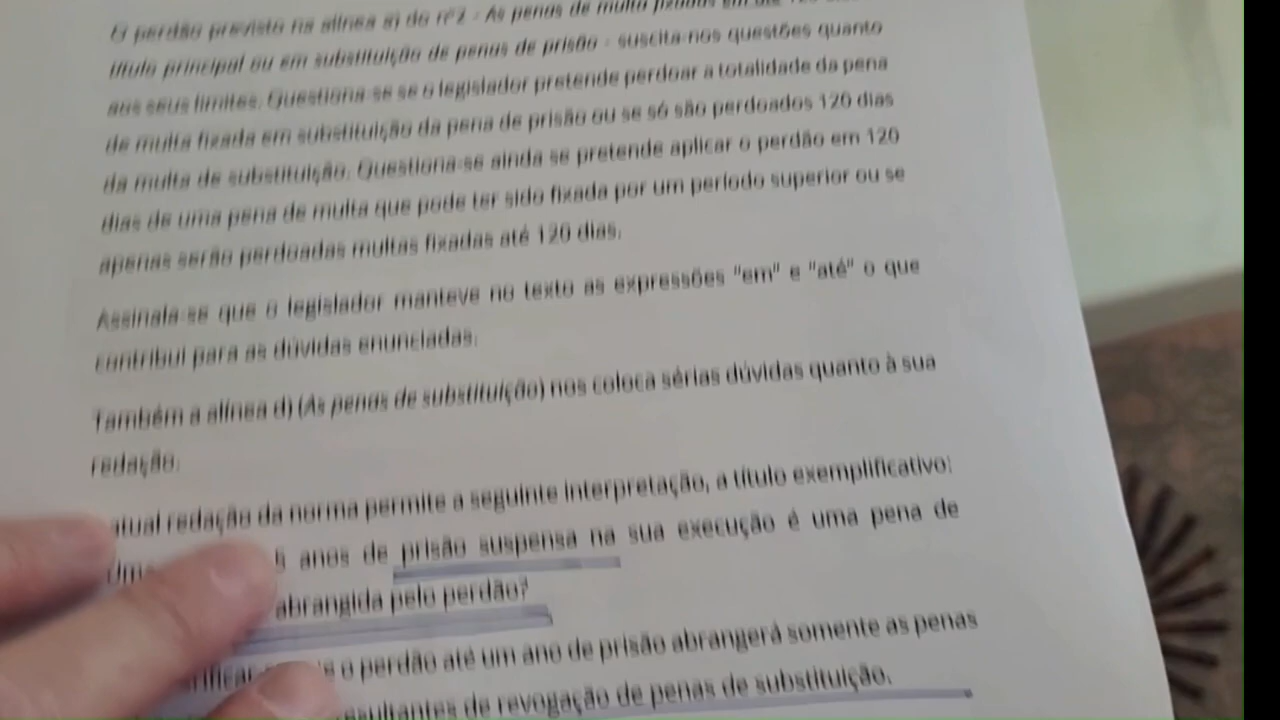 O perdão previsto na alínea a) do nº2 - As penas de multa fixadas em até 120
título principal ou em substituição de penas de prisão - suscita-nos questões quanto
aos seus limites. Questiona-se se o legislador pretende perdoar a totalidade da pena
de multa fixada em substituição da pena de prisão ou se só são perdoados 120 dias
da multa de substituição. Questiona-se ainda se pretende aplicar o perdão em 120
dias de uma pena de multa que pode ter sido fixada por um período superior ou se
apenas serão perdoadas multas fixadas até 120 dias.
Assinala-se que o legislador manteve no texto as expressões "em" e "até" o que
contribui para as dúvidas enunciadas.
Também a alínea d) (As penas de substituição) nos coloca sérias dúvidas quanto à sua
redação.
atual redação da norma permite a seguinte interpretação, a título exemplificativo:
anos de prisão suspensa na sua execução é uma pena de
abrangida pelo perdão?
o perdão até um ano de prisão abrangerá somente as penas
resultantes de revogação de penas de substituição.